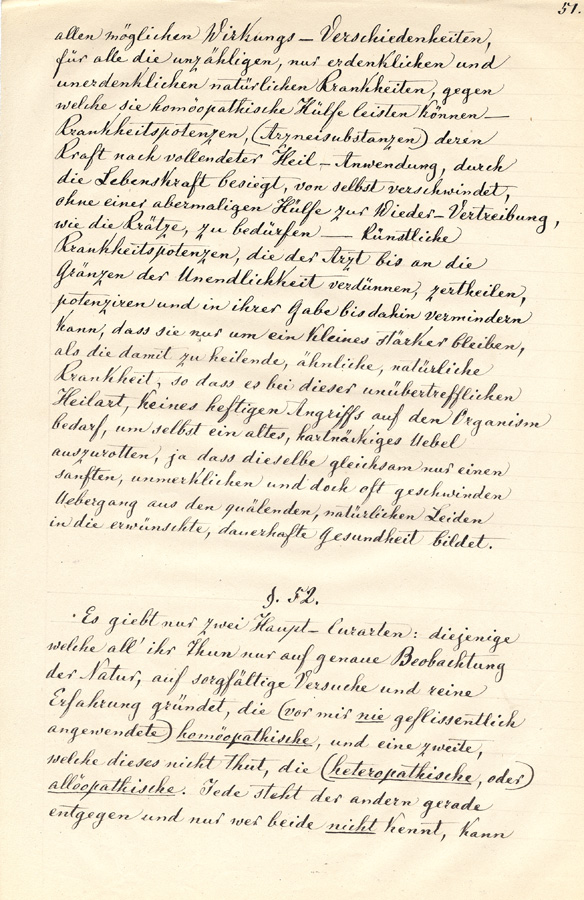 51.
allen möglichen Wirkungs – Verschiedenheiten,
für alle die unzähligen, nur erdenklichen und
unerdenklichen natürlichen Krankheiten, gegen
welche sie homöopathische Hülfe leisten können –
Krankheitspotenzen, (Arzneisubstanzen) deren
Kraft nach vollendeter Heil – Anwendung, durch
die Lebenskraft besiegt, von selbst verschwindet,
ohne einer abermaligen Hülfe zur Wieder – Vertreibung,
wie die Krätze, zu bedürfen — Künstliche
Krankheitspotenzen, die der Arzt bis an die
Gränzen der Unendlichkeit verdünnen, zertheilen,
potenziren und in ihrer Gabe bis dahin vermindern
kann, dass sie nur um ein Kleines stärker bleiben,
als die damit zu heilende, ähnliche, natürliche
Krankheit, so dass es bei dieser unübertrefflichen
Heilart, keines heftigen Angriffs auf den Organism
bedarf, um selbst ein altes, hartnäkiges Uebel
auszurotten, ja dass dieselbe gleichsam nur einen
sanften, unmerklichen und doch oft geschwinden
Uebergang aus den quälenden, natürlichen Leiden
in die erwünschte, dauerhafte Gesundheit bildet.
§. 52.
Es giebt nur zwei Haupt – Curarten: diejenige
welche all' ihr Thun nur auf genaue Beobachtung
der Natur, auf sorgfältige Versuche und reine
Erfahrung gründet, die (vor mir nie geflissentlich
angewendete) homöopathische, und eine zweite,
welche dieses nicht thut, die (heteropathische, oder)
allöopathische. Jede steht der andern gerade
entgegen und nur wer beide nicht kennt, kann